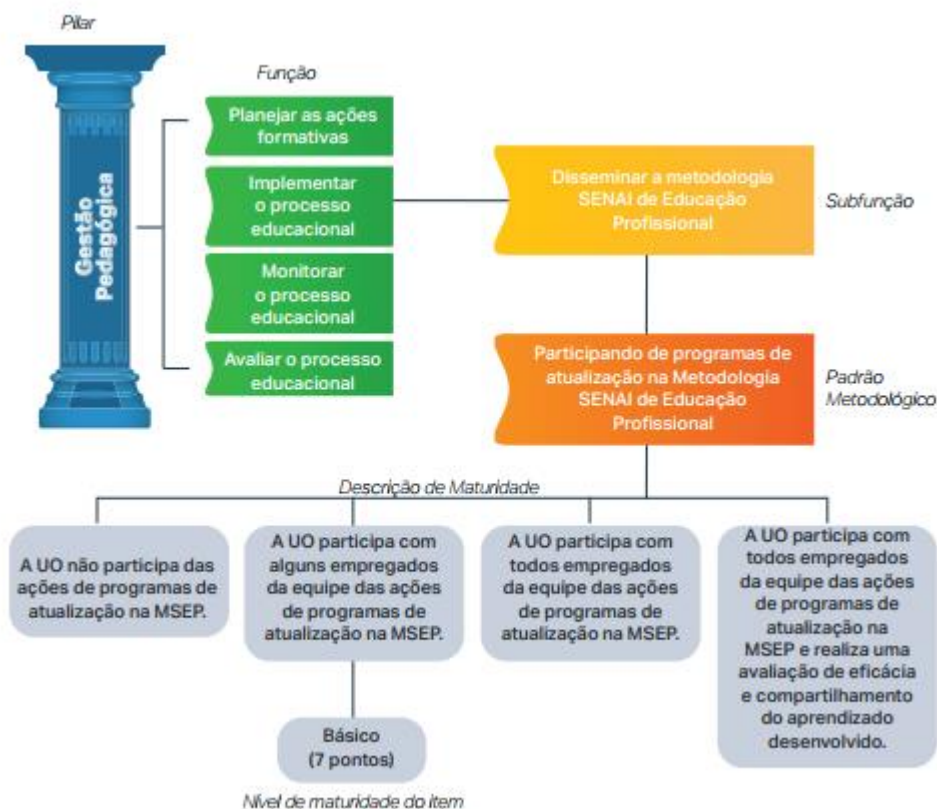 Pilar
Gestão
Pedagógica
Função
Planejar as ações
formativas
Implementar
o processo
educacional
Monitorar
o processo
educacional
Avaliar o processo
educacional
Disseminar a metodologia
SENAI de Educação
Profissional
Subfunção
Participando de programas de
atualização na Metodologia
SENAI de Educação
Profissional
Padrão
Metodológico
Descrição de Maturidade
A UO não participa das
ações de programas de
atualização na MSEP.
A UO participa com
alguns empregados
da equipe das ações
de programas de
atualização na MSEP.
A UO participa com
todos empregados
da equipe das ações
de programas de
atualização na MSEP.
A UO participa com
todos empregados
da equipe das ações
de programas de
atualização na
MSEP e realiza uma
avaliação de eficácia
e compartilhamento
do aprendizado
desenvolvido.
Básico
(7 pontos)
Nível de maturidade do item